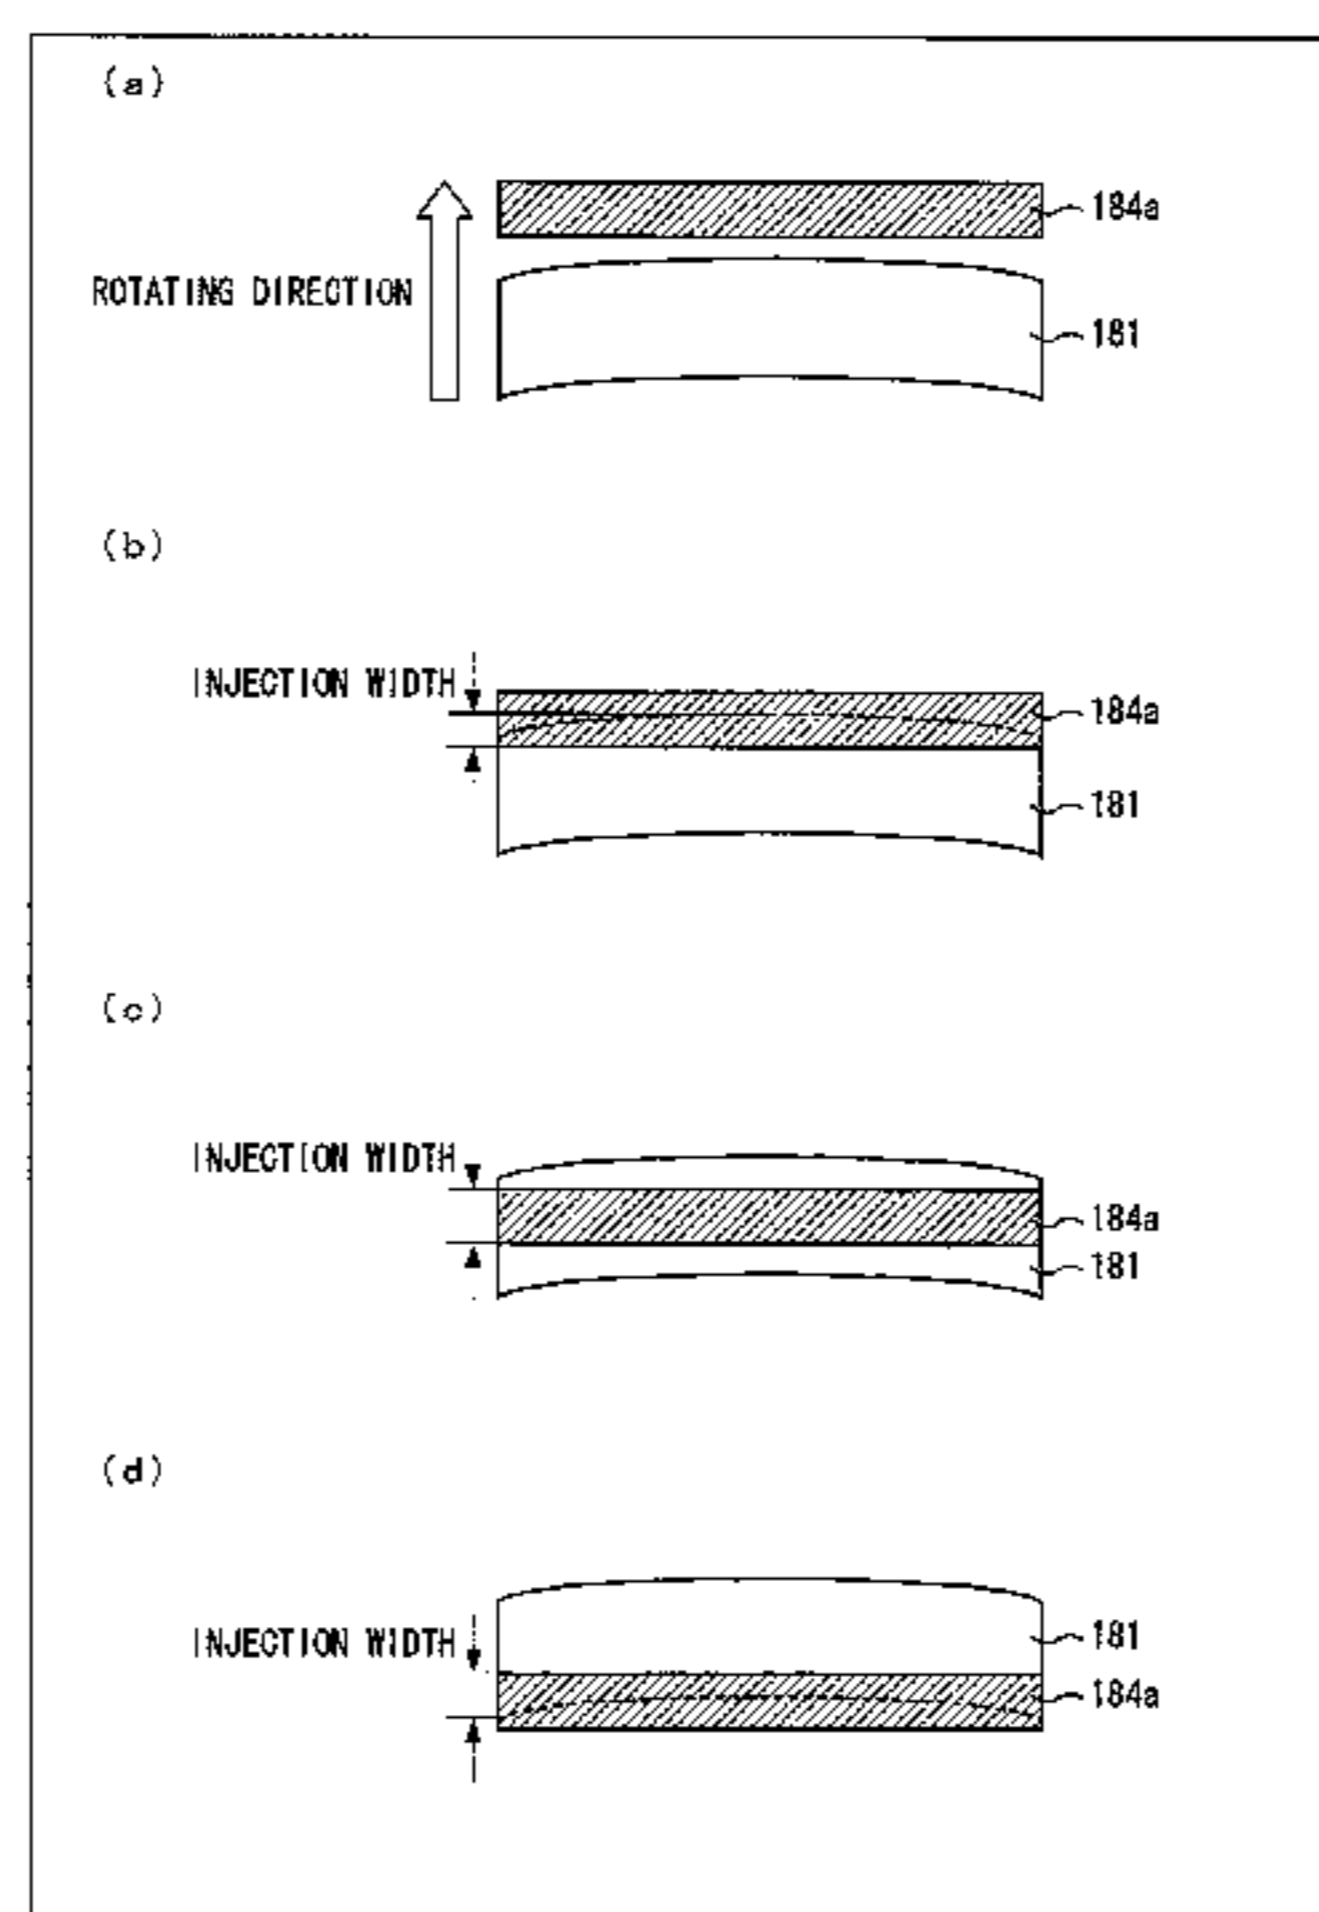 (a)
184a
ROTATING DIRECTION
181
(b)
INJECTION WIDTH
184a
181
(c)
INJECTION WIDTH
184a
181
(d)
INJECTION WIDTH
181
184a